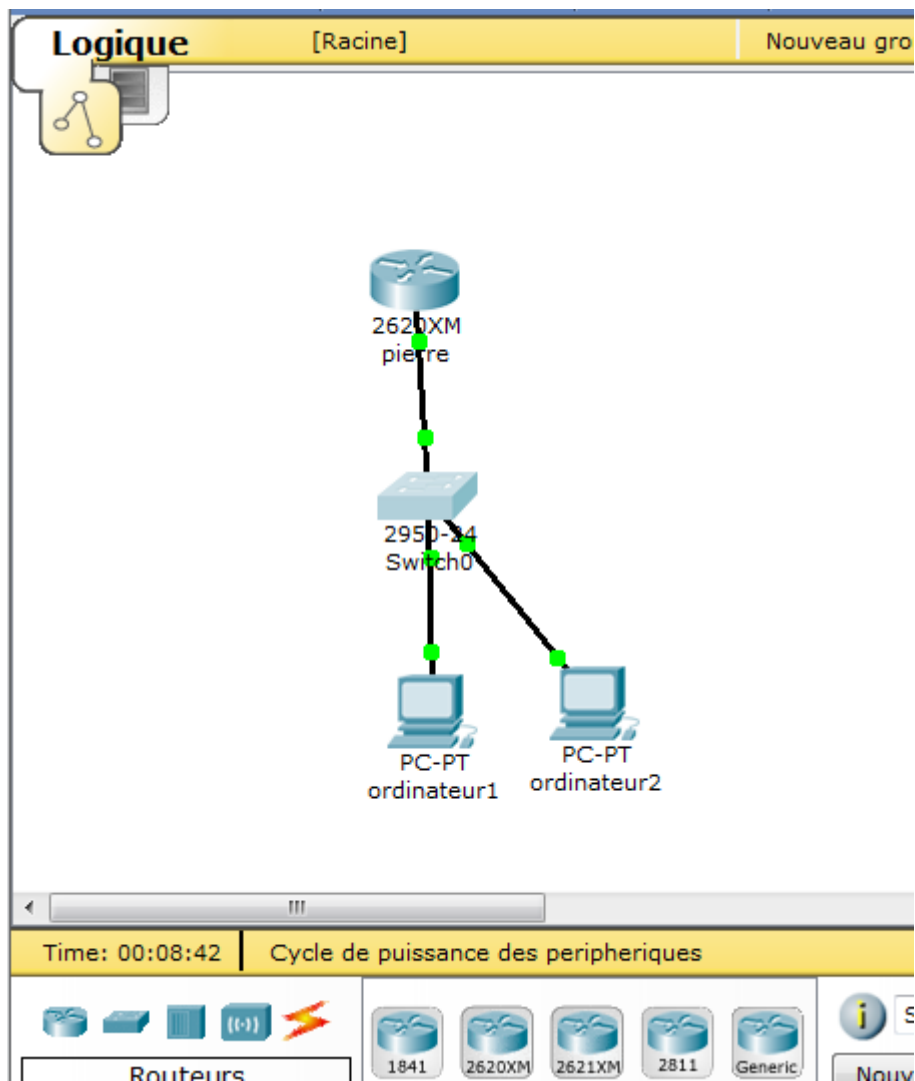 Logique [Racine] Nouveau gro
2620XM
pierre
2950-24
Switch0
PC-PT
ordinateur1
PC-PT
ordinateur2
Time: 00:08:42 Cycle de puissance des peripheriques
1841 2620XM 2621XM 2811 Generic
S
Routeurs
Nouv